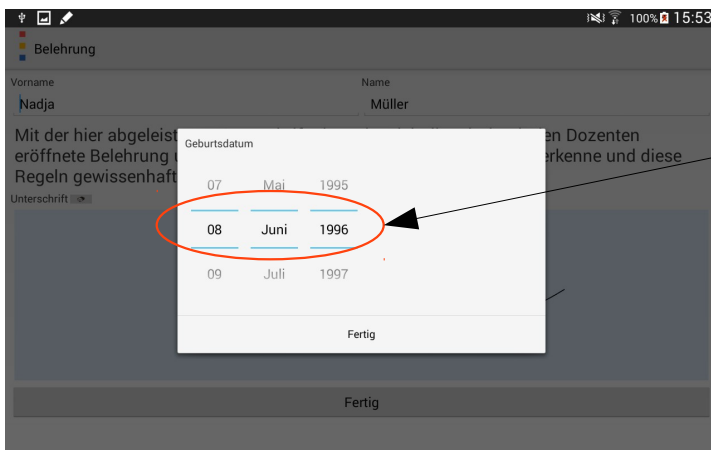 100% 15:53
Belehrung
Vorname
Name
Nadja
Müller
Mit der hier abgeleist en Dozenten
eröffnete Belehrung erkenne und diese
Regeln gewissenhaft
Unterschrift
Geburtsdatum
07 Mai 1995
08 Juni 1996
09 Juli 1997
Fertig
Fertig